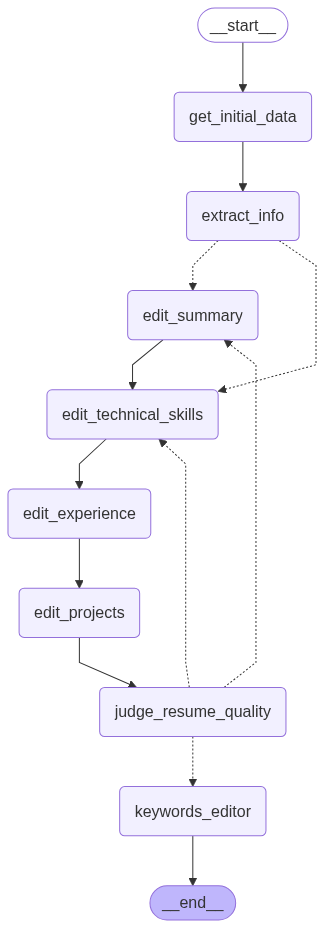 __start__
get_initial_data
extract_info
edit_summary
edit_technical_skills
edit_experience
edit_projects
judge_resume_quality
keywords_editor
__end__